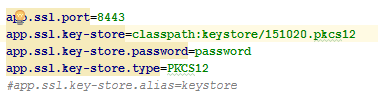 app.ssl.port=8443
app.ssl.key-store=classpath:keystore/151020.pkcs12
app.ssl.key-store.password=password
app.ssl.key-store.type=PKCS12
#app.ssl.key-store.alias=keystore